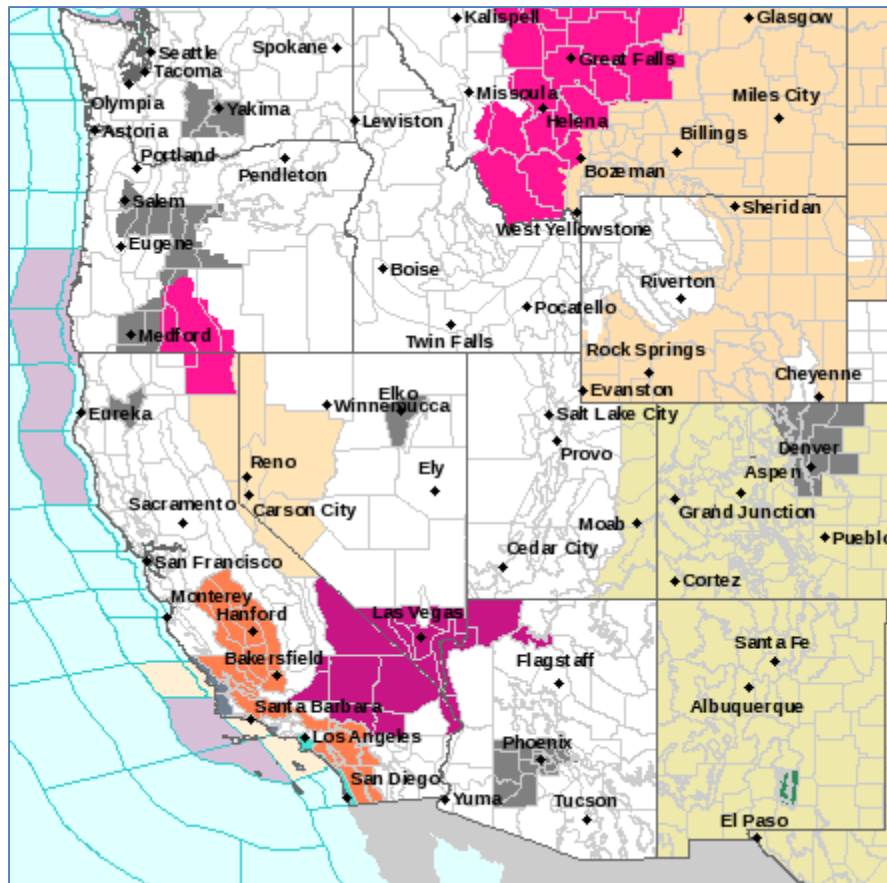 Kalispell
Glasgow
Seattle
Spokane
Great Falls
Tacoma
Olympia
Missoula
Miles City
Yakima
Helena
Astoria
Lewiston
Billings
Portland
Pendleton
Bozeman
Salem
Sheridan
West Yellowstone
Eugene
Boise
Riverton
Pocatello
Medford
Twin Falls
Rock Springs
Cheyenne
Elko
Evanston
Eureka
Winnemucca
Salt Lake City
Reno
Ely
Provo
Denver
Aspen
Sacramento
Carson City
Moab
Grand Junction
Pueblo
San Francisco
Cedar City
Cortez
Monterey
Hanford
Las Vegas
Santa Fe
Bakersfield
Flagstaff
Albuquerque
Santa Barbara
Los Angeles
Phoenix
San Diego
Yuma
Tucson
El Paso